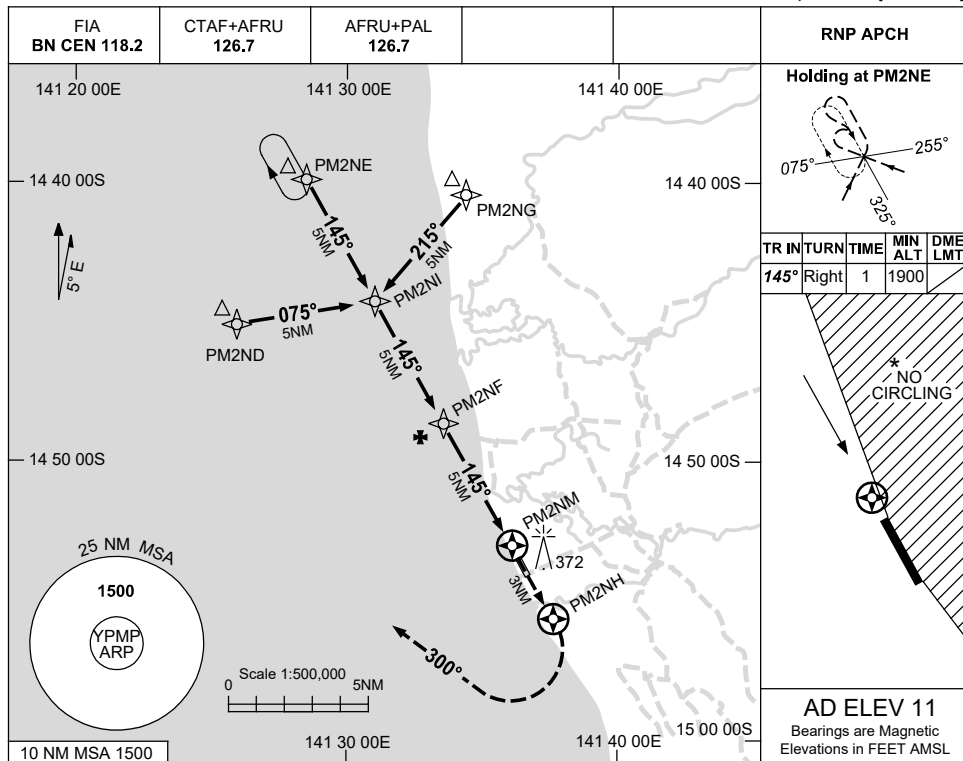 FIA
BN CEN 118.2
CTAF+AFRU
126.7
AFRU+PAL
126.7
RNP APCH
141 20 00E
141 30 00E
141 40 00E
Holding at PM2NE
075°
255°
325°
TR IN TURN TIME MIN ALT DME LMT
145° Right 1 1900
14 40 00S
14 40 00S
5° E
PM2NE
PM2NG
145°
5NM
215°
5NM
PM2NI
075°
5NM
PM2ND
145°
5NM
PM2NF
* NO
CIRCLING
14 50 00S
14 50 00S
145°
5NM
PM2NM
372
3NM
PM2NH
300°
25 NM MSA
1500
YPMP
ARP
Scale 1:500,000
0 5NM
15 00 00S
10 NM MSA 1500
141 30 00E
141 40 00E
AD ELEV 11
Bearings are Magnetic
Elevations in FEET AMSL